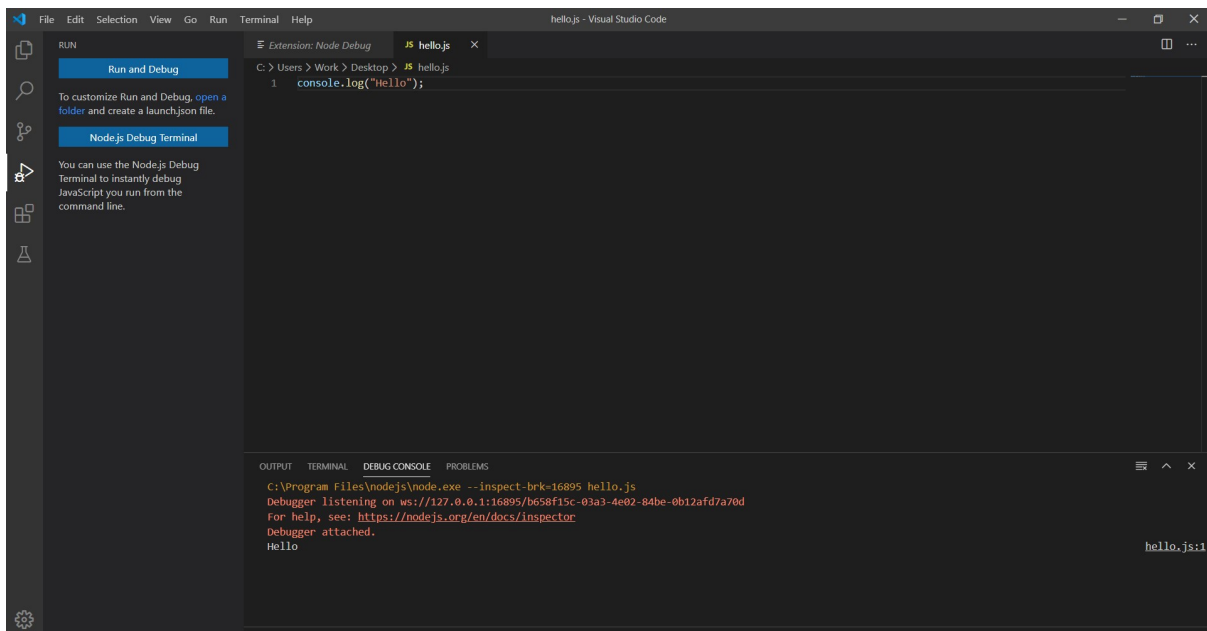 File Edit Selection View Go Run Terminal Help
hello.js - Visual Studio Code
RUN
Run and Debug
To customize Run and Debug, open a
folder and create a launch.json file.
Node.js Debug Terminal
You can use the Node.js Debug
Terminal to instantly debug
JavaScript you run from the
command line.
Extension: Node Debug
JS hello.js
C: > Users > Work > Desktop > JS hello.js
1 console.log("Hello");
OUTPUT TERMINAL DEBUG CONSOLE PROBLEMS
C:\Program Files\nodejs\node.exe --inspect-brk=16895 hello.js
Debugger listening on ws://127.0.0.1:16895/b658f15c-03a3-4e02-84be-0b12afd7a70d
For help, see: https://nodejs.org/en/docs/inspector
Debugger attached.
Hello
hello.js:1